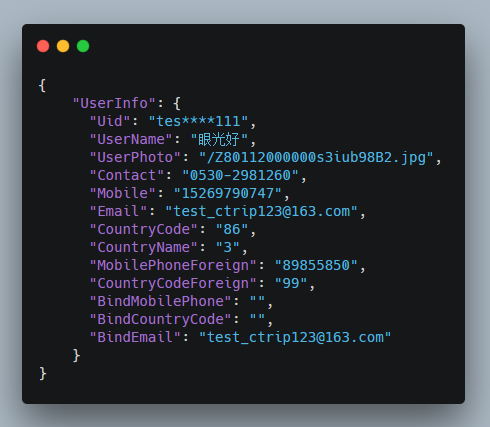 {
    "UserInfo": {
      "Uid": "tes****111",
      "UserName": "眼光好",
      "UserPhoto": "/Z80112000000s3iub98B2.jpg",
      "Contact": "0530-2981260",
      "Mobile": "15269790747",
      "Email": "test_ctrip123@163.com",
      "CountryCode": "86",
      "CountryName": "3",
      "MobilePhoneForeign": "89855850",
      "CountryCodeForeign": "99",
      "BindMobilePhone": "",
      "BindCountryCode": "",
      "BindEmail": "test_ctrip123@163.com"
    }
}